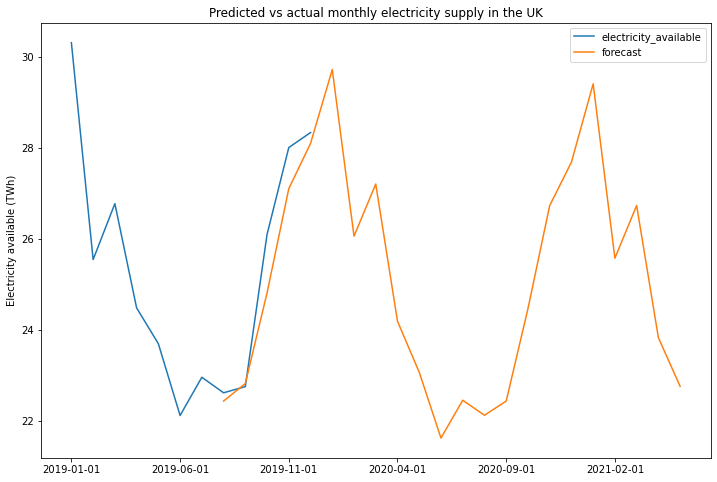 Predicted vs actual monthly electricity supply in the UK
electricity_available
forecast
Electricity available (TWh)
30
28
26
24
22
2019-01-01
2019-06-01
2019-11-01
2020-04-01
2020-09-01
2021-02-01